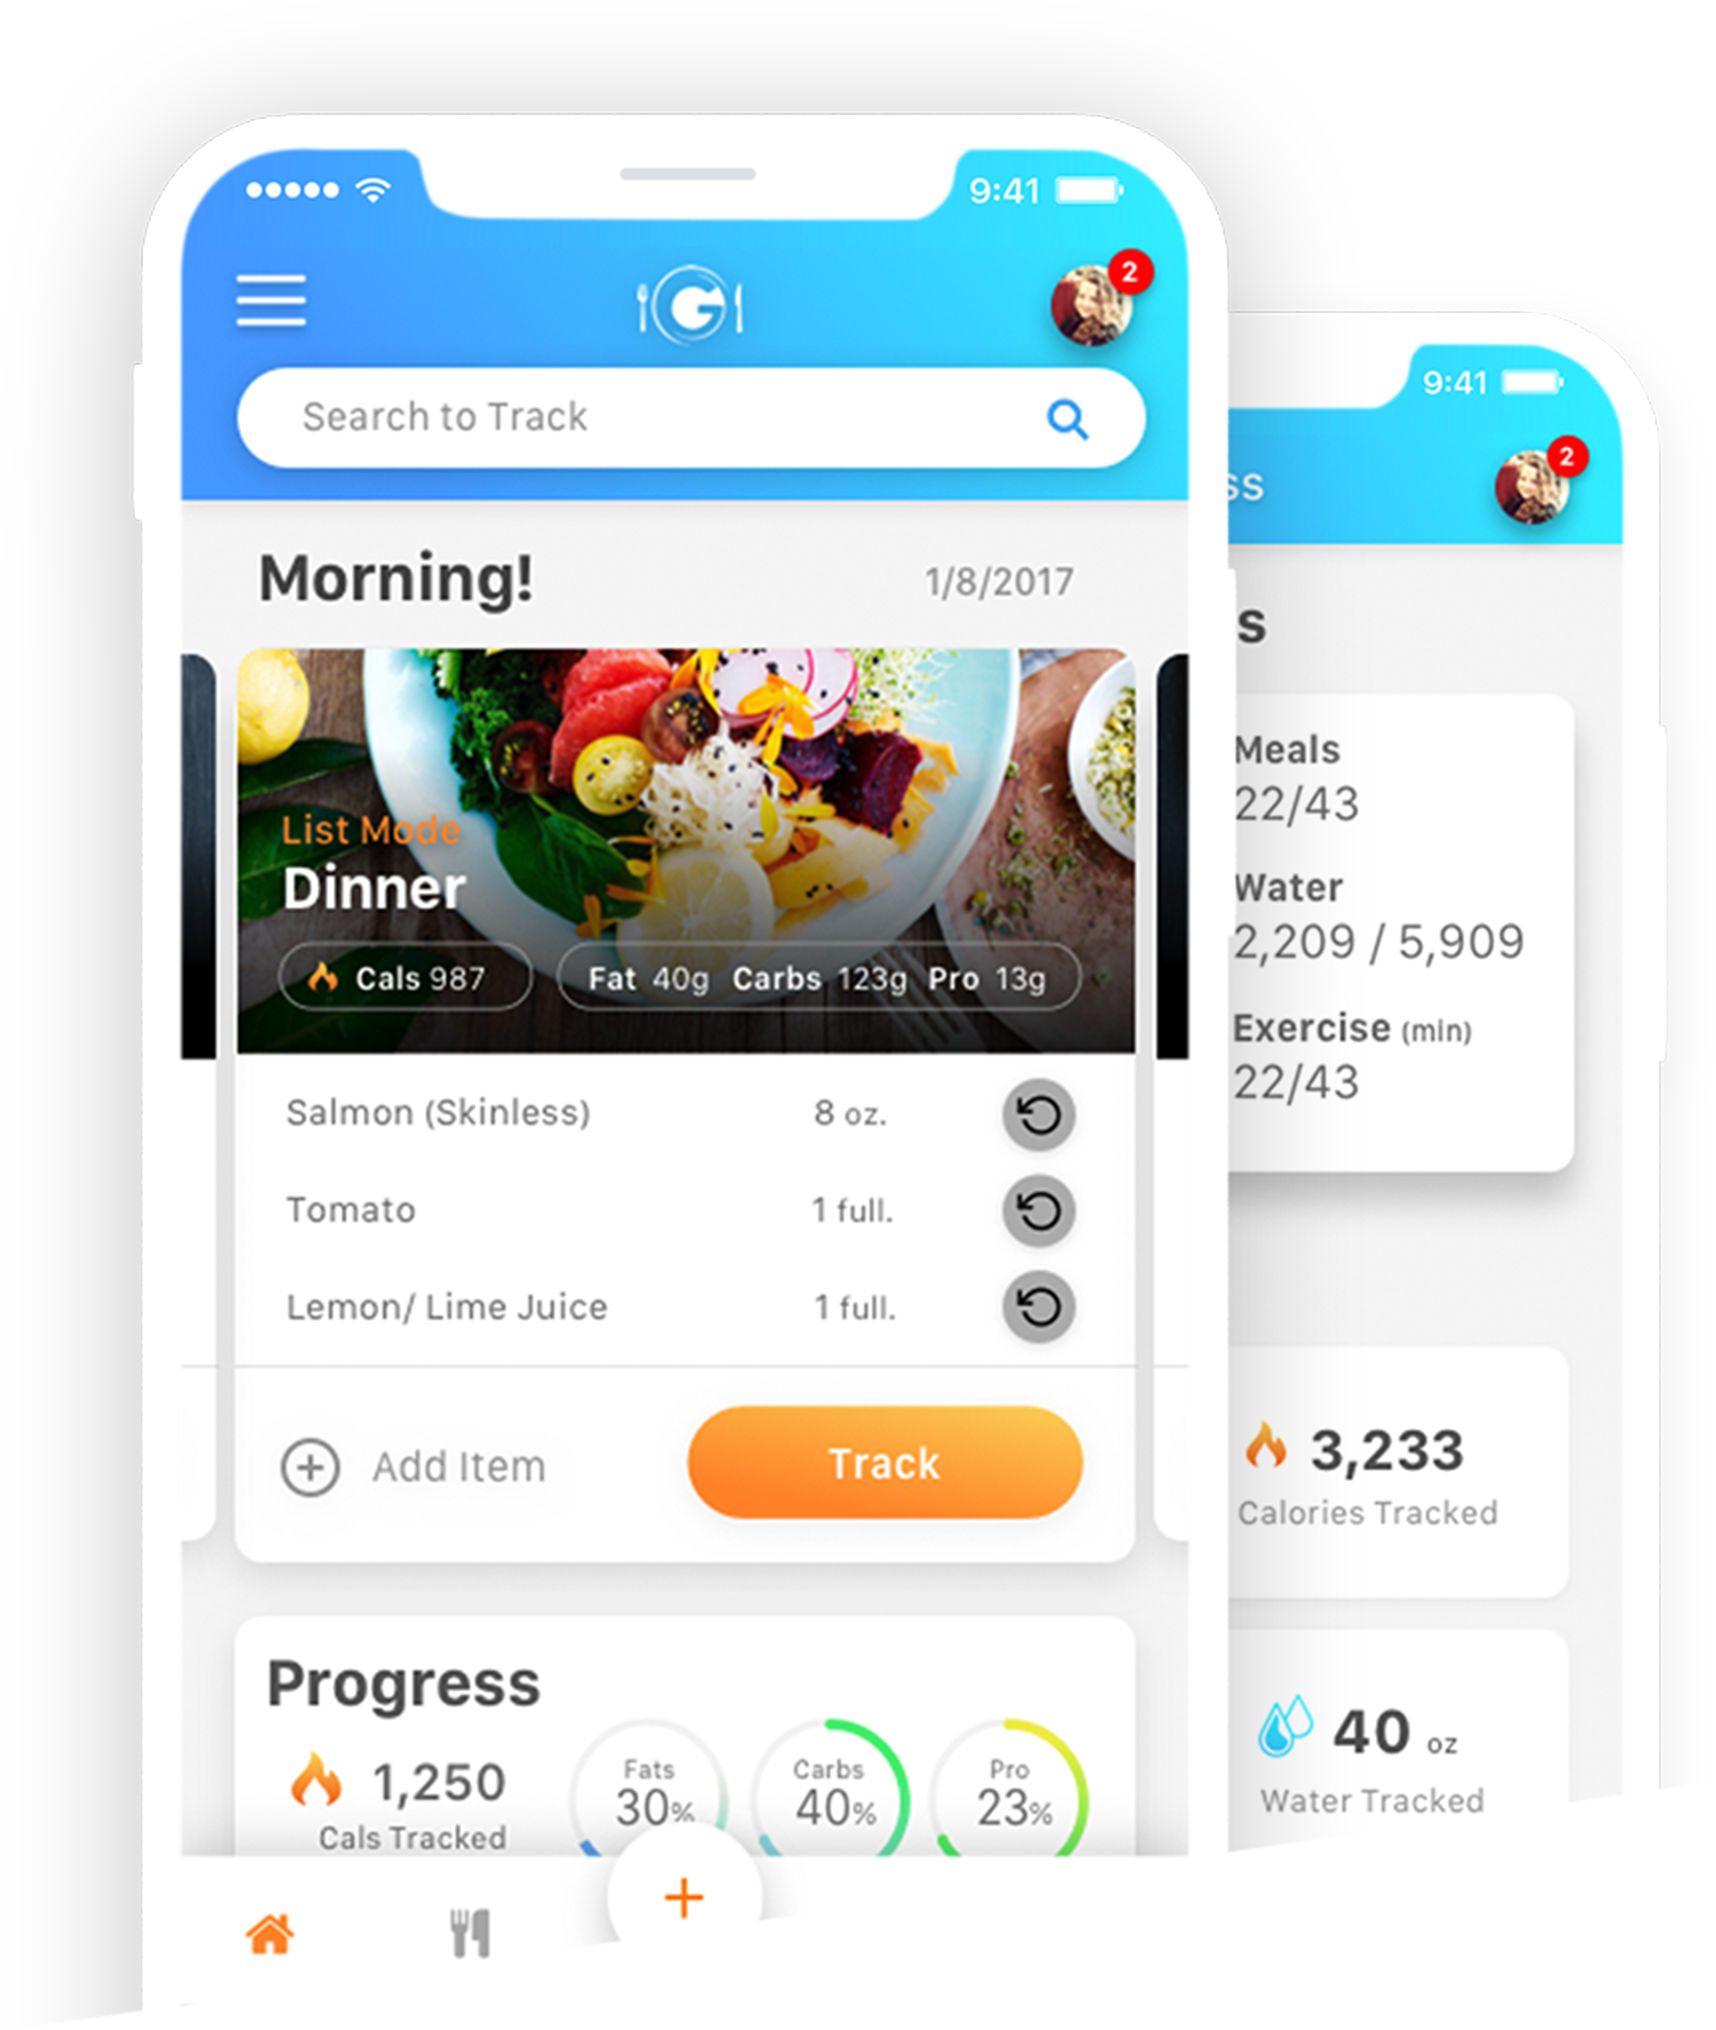 9:41
2
Search to Track
Morning!
1/8/2017
List Mode
Dinner
Cals 987
Fat 40g Carbs 123g Pro 13g
Salmon (Skinless) 8 oz.
Tomato 1 full.
Lemon/ Lime Juice 1 full.
Add Item
Track
Progress
1,250
Cals Tracked
Fats
30%
Carbs
40%
Pro
23%
9:41
2
ss
s
Meals
22/43
Water
2,209 / 5,909
Exercise (min)
22/43
3,233
Calories Tracked
40 oz
Water Tracked